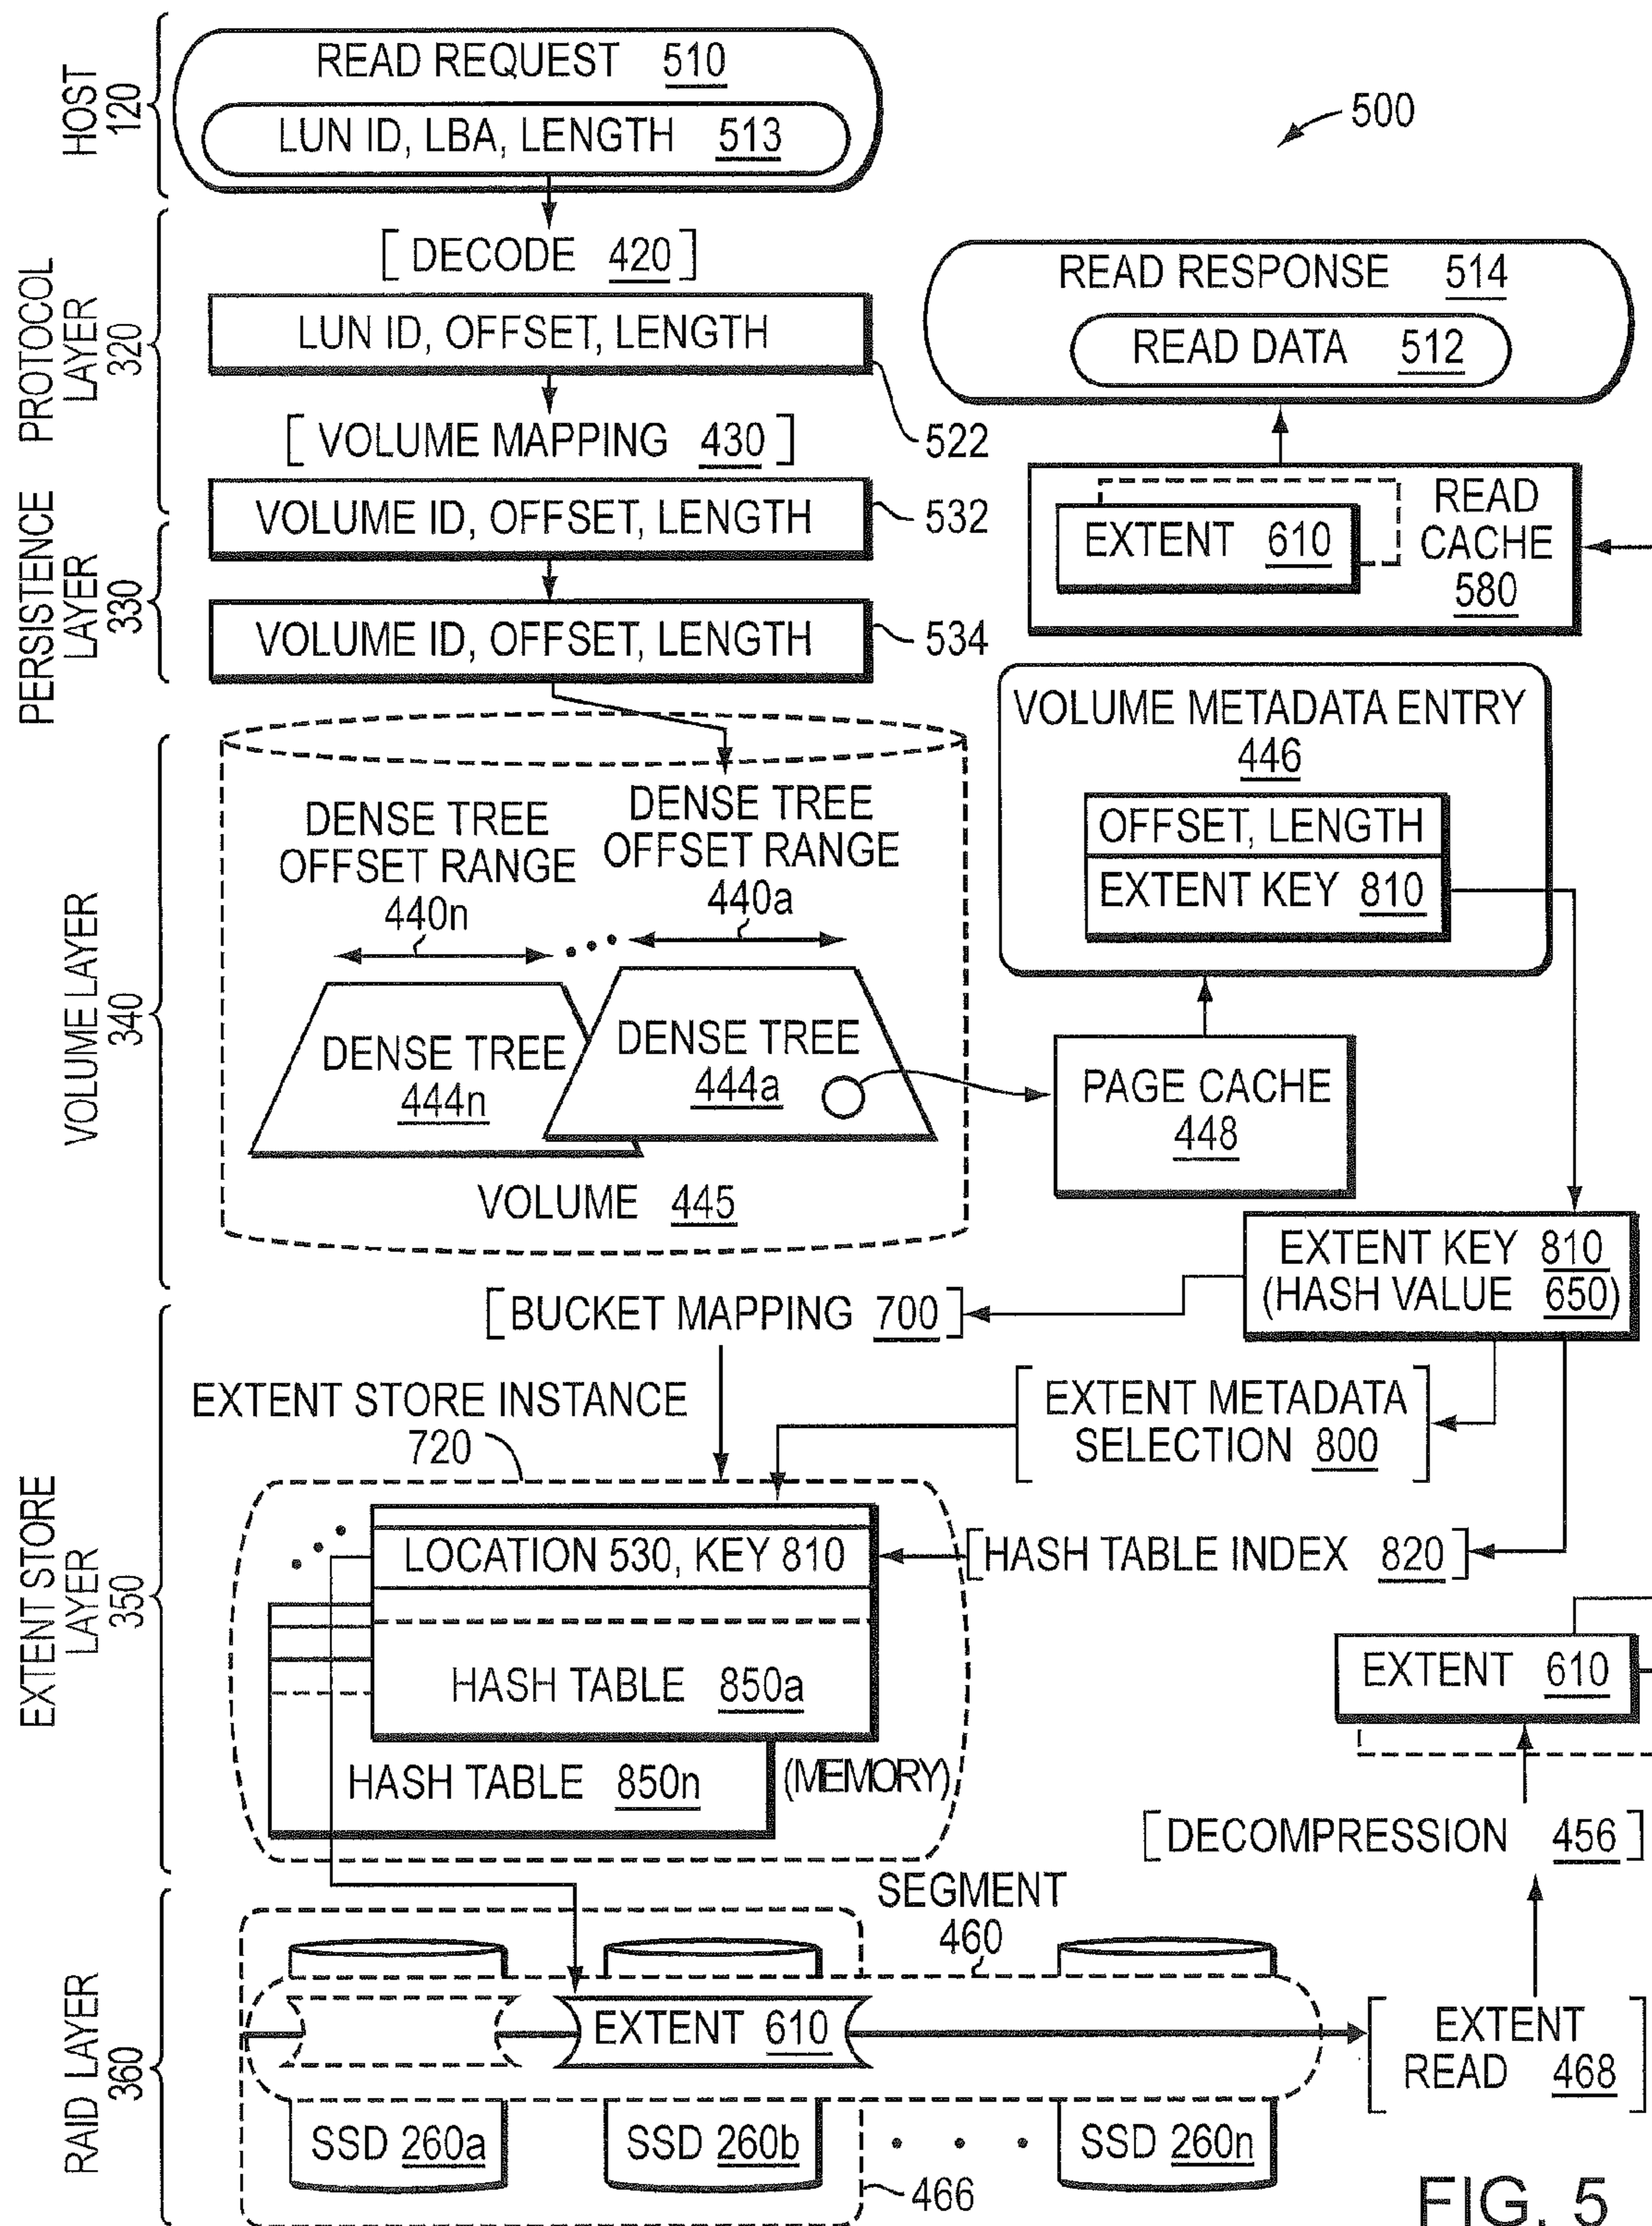 HOST
120
READ REQUEST 510
LUN ID, LBA, LENGTH 513
500
PROTOCOL
LAYER
320
[DECODE 420]
LUN ID, OFFSET, LENGTH
522
[VOLUME MAPPING 430]
VOLUME ID, OFFSET, LENGTH
532
READ RESPONSE 514
READ DATA 512
EXTENT 610
READ
CACHE
580
PERSISTENCE
LAYER
330
VOLUME ID, OFFSET, LENGTH
534
VOLUME LAYER
340
DENSE TREE
OFFSET RANGE
440n
DENSE TREE
OFFSET RANGE
440a
DENSE TREE
444n
DENSE TREE
444a
VOLUME 445
VOLUME METADATA ENTRY
446
OFFSET, LENGTH
EXTENT KEY 810
PAGE CACHE
448
EXTENT KEY 810
(HASH VALUE 650)
EXTENT STORE
LAYER
350
[BUCKET MAPPING 700]
EXTENT STORE INSTANCE
720
[EXTENT METADATA
SELECTION 800]
LOCATION 530, KEY 810
[HASH TABLE INDEX 820]
HASH TABLE 850a
HASH TABLE 850n
(MEMORY)
EXTENT 610
[DECOMPRESSION 456]
RAID LAYER
360
SEGMENT
460
EXTENT 610
[EXTENT
READ 468]
SSD 260a
SSD 260b
. . .
SSD 260n
466
FIG. 5